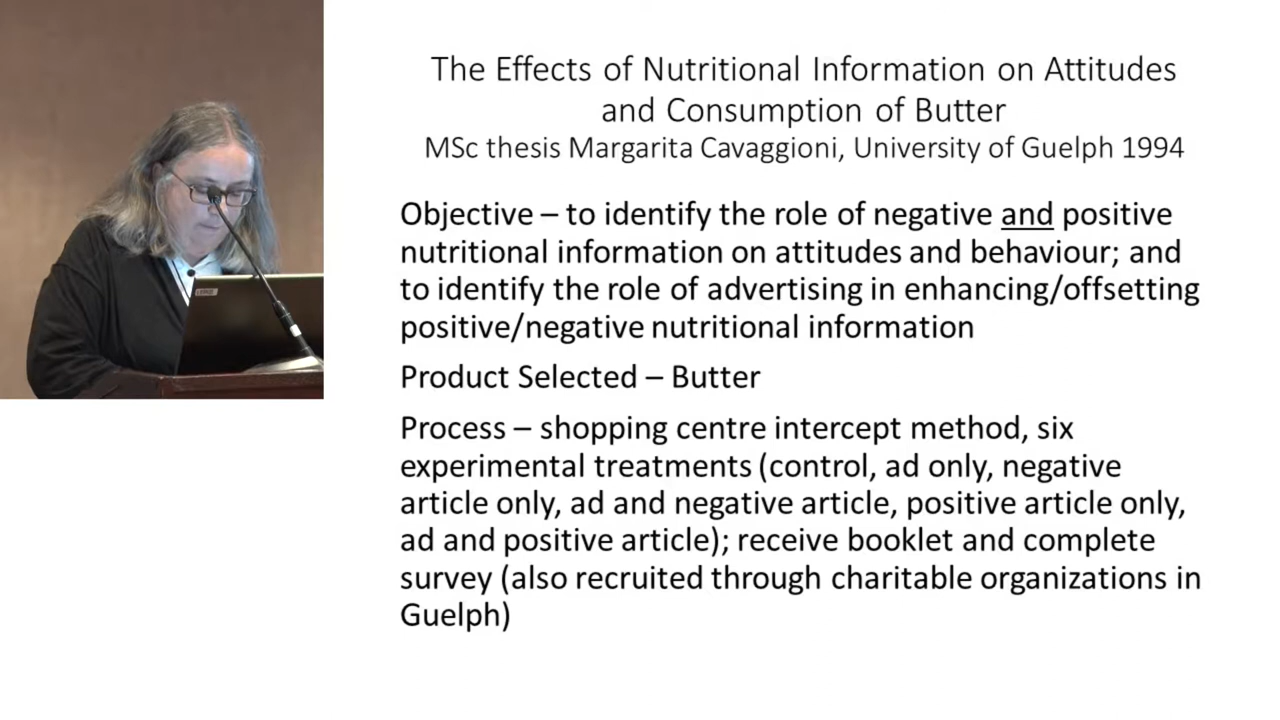 The Effects of Nutritional Information on Attitudes
and Consumption of Butter
MSc thesis Margarita Cavaggioni, University of Guelph 1994
Objective – to identify the role of negative and positive
nutritional information on attitudes and behaviour; and
to identify the role of advertising in enhancing/offsetting
positive/negative nutritional information
Product Selected – Butter
Process – shopping centre intercept method, six
experimental treatments (control, ad only, negative
article only, ad and negative article, positive article only,
ad and positive article); receive booklet and complete
survey (also recruited through charitable organizations in
Guelph)